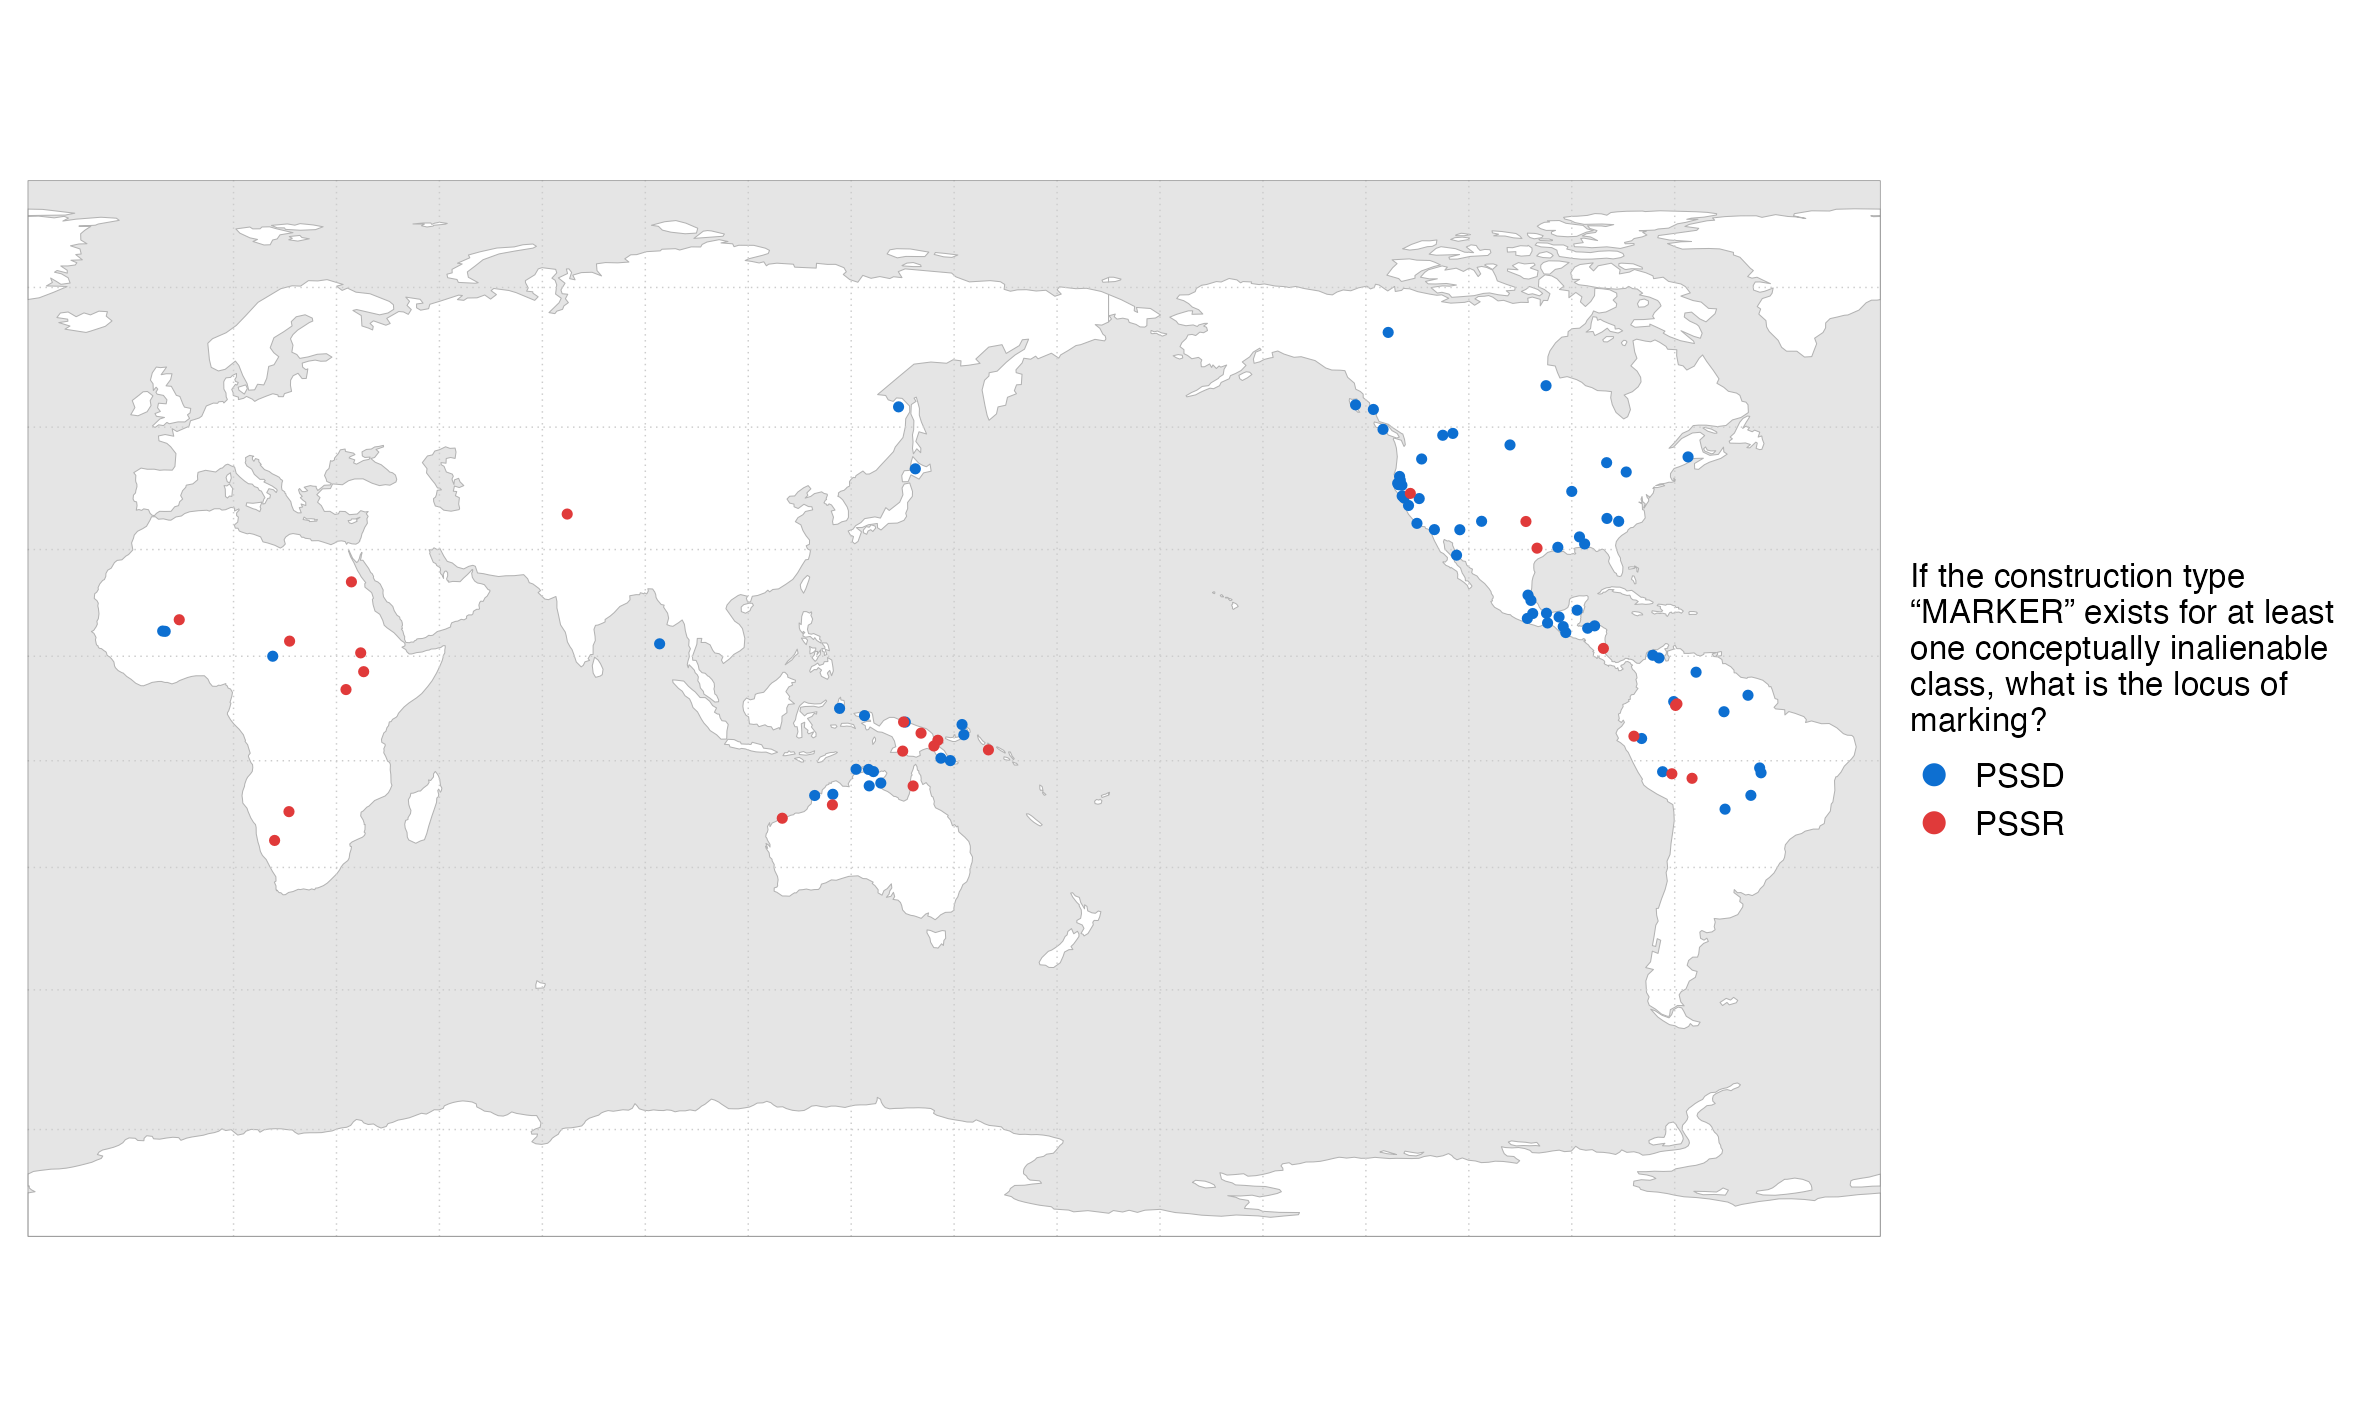 If the construction type
“MARKER” exists for at least
one conceptually inalienable
class, what is the locus of
marking?
PSSD
PSSR